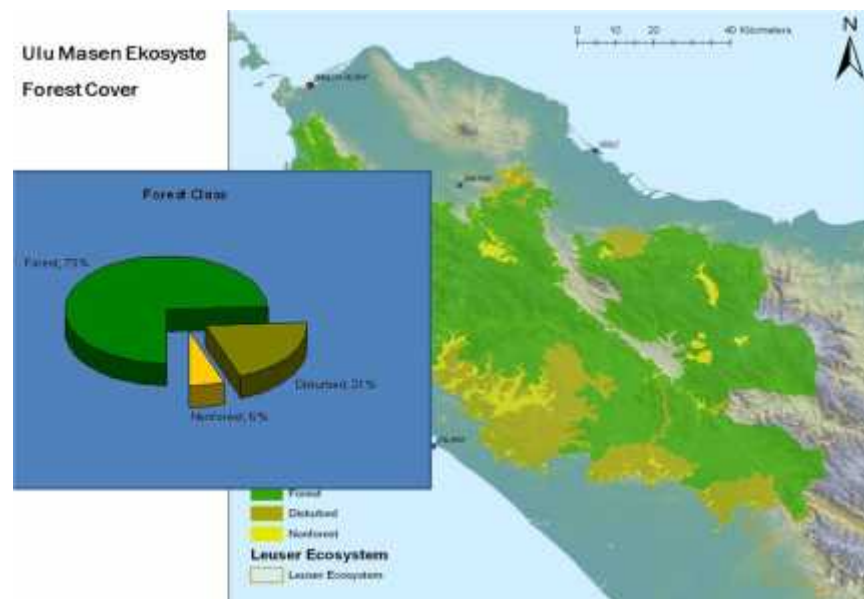 Ulu Masen Ekosyste
Forest Cover
0 10 20 40 Kilometers
N
Forest Class
Forest, 73%
Disturbed, 21%
Nonforest, 6%
Forest
Disturbed
Nonforest
Leuser Ecosystem
Leuser Ecosystem